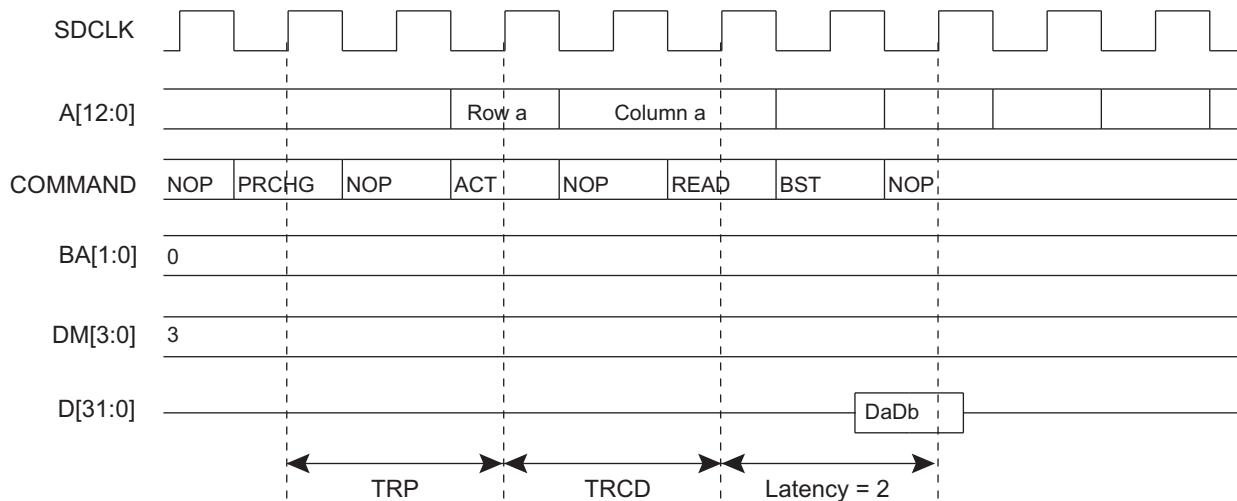 SDCLK
A[12:0] Row a Column a
COMMAND NOP PRCHG NOP ACT NOP READ BST NOP
BA[1:0] 0
DM[3:0] 3
D[31:0] DaDb
TRP TRCD Latency = 2